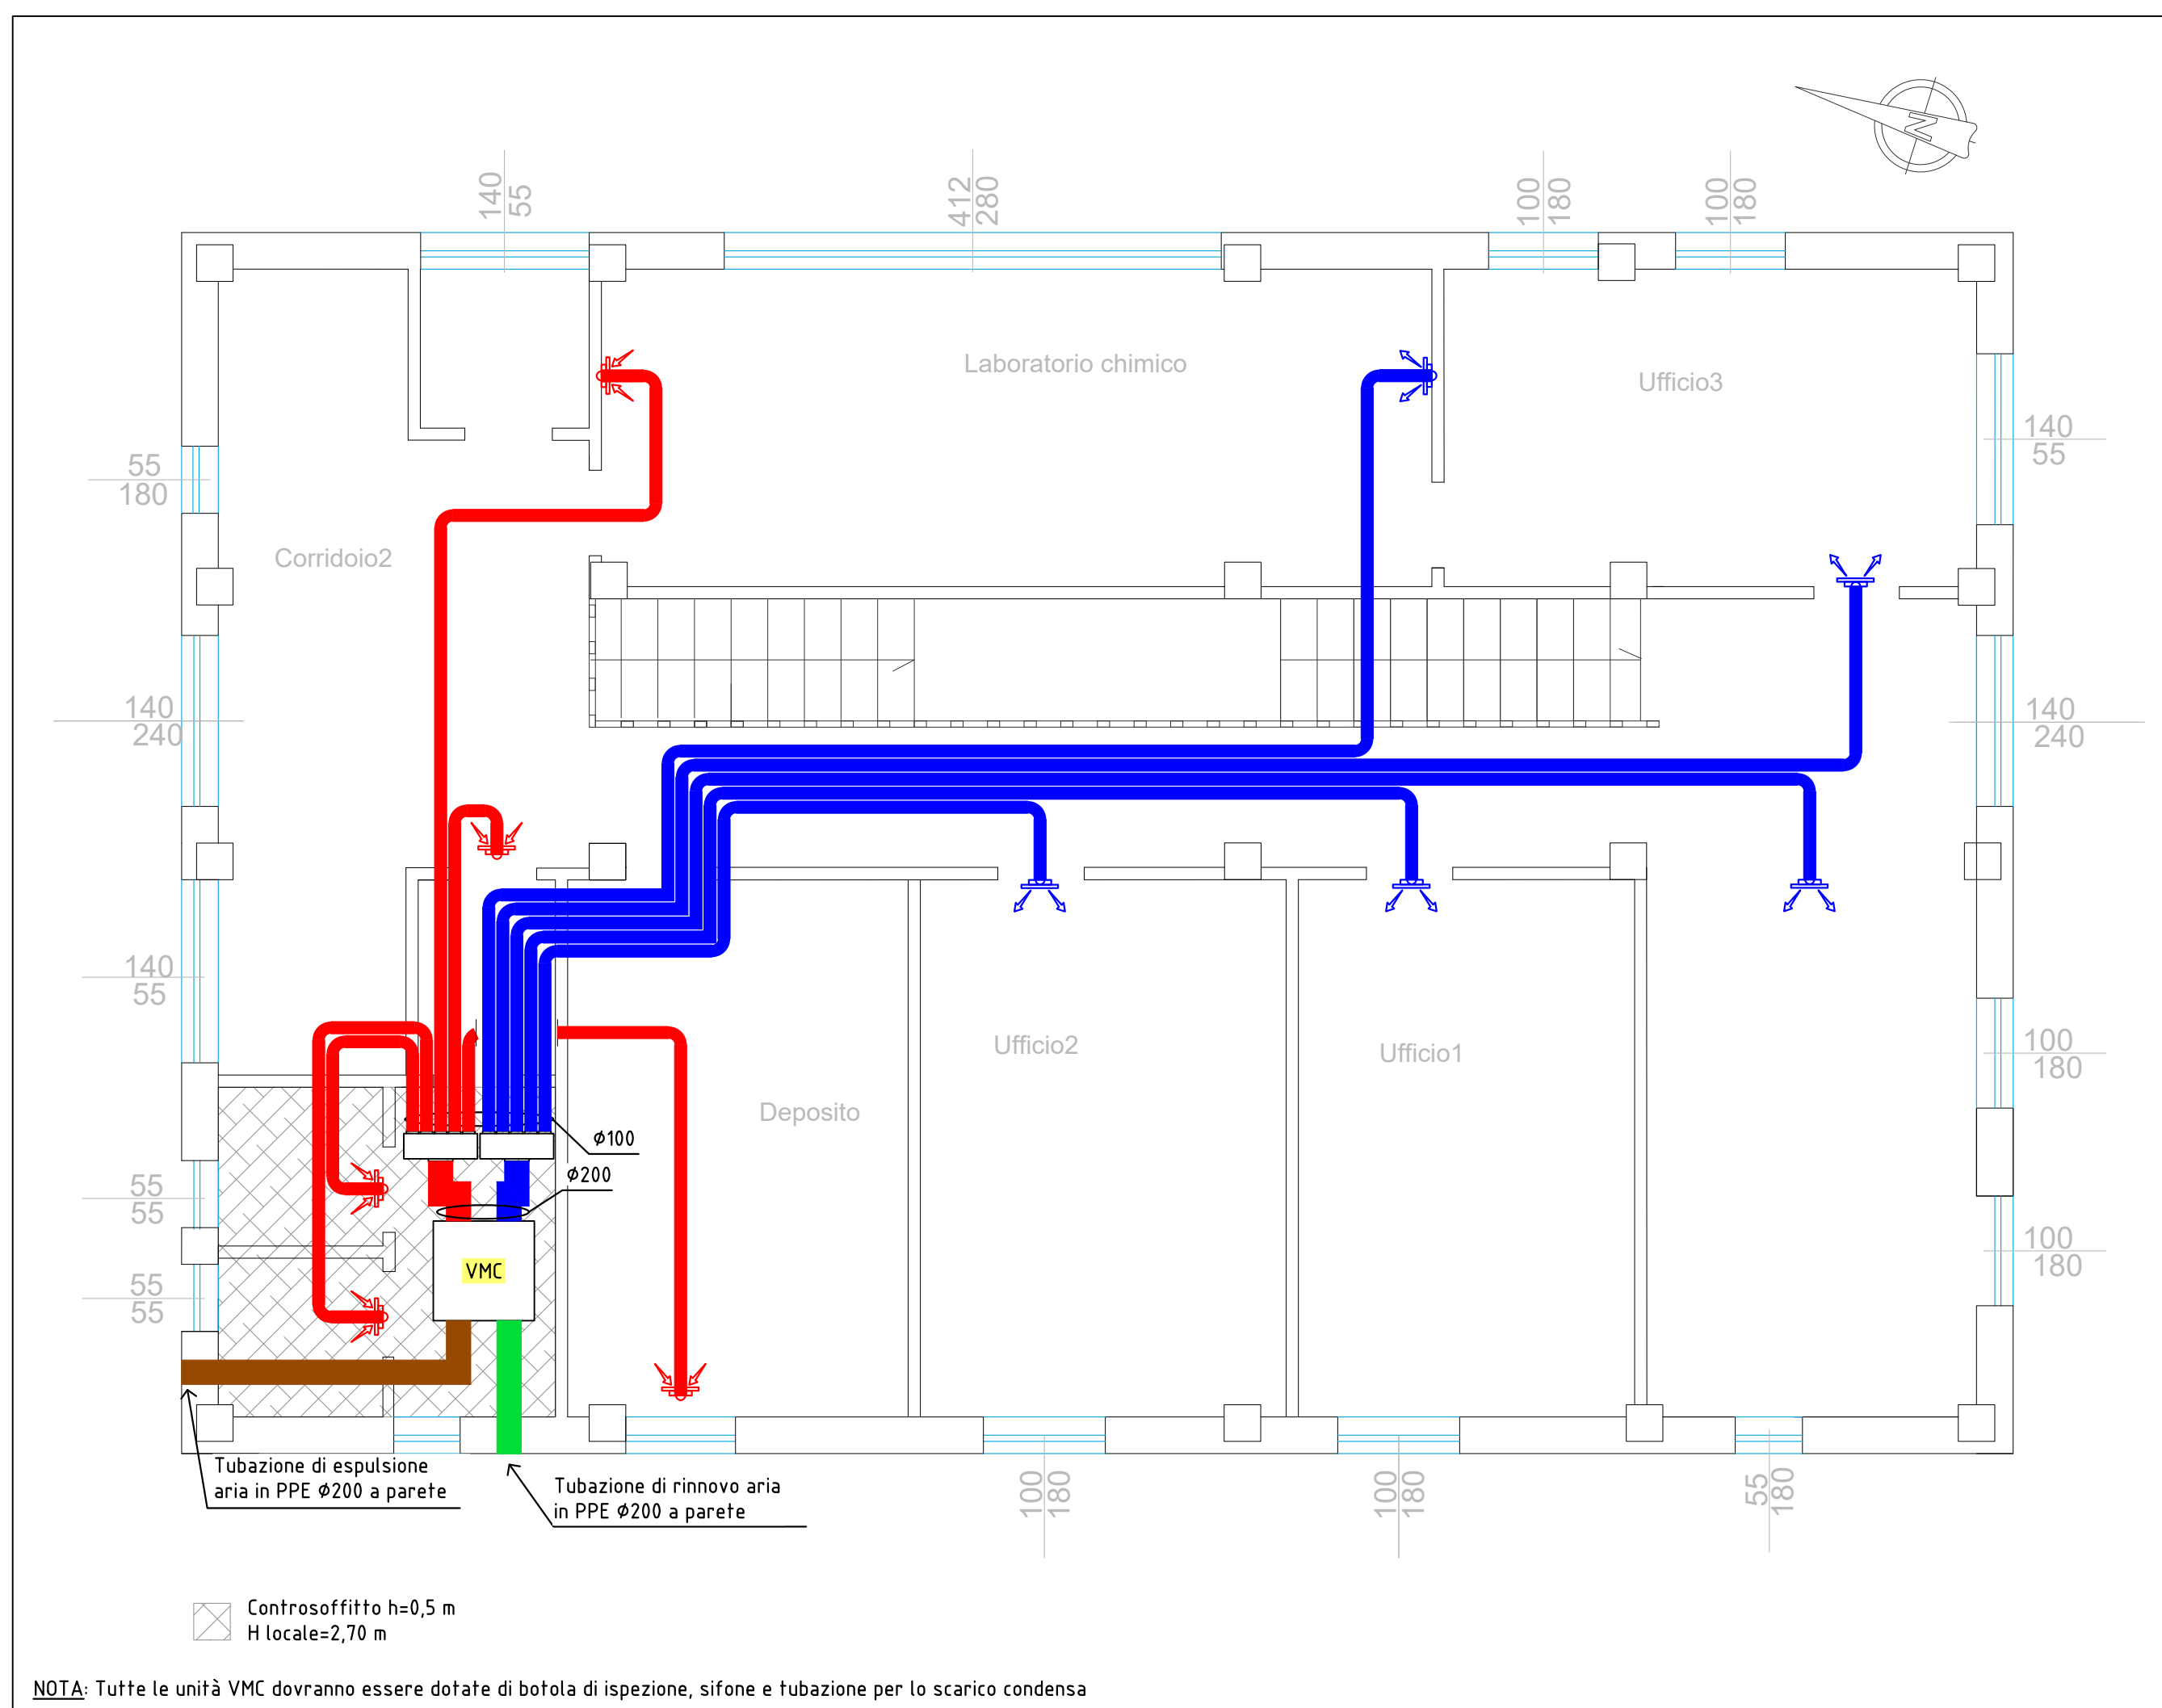 N
140
55
412
280
100
180
100
180
Laboratorio chimico
Ufficio3
140
55
55
180
Corridoio2
140
240
140
240
140
55
Ufficio2
Ufficio1
100
180
Deposito
Ø100
Ø200
55
55
VMC
100
180
55
55
Tubazione di espulsione
aria in PPE Ø200 a parete
Tubazione di rinnovo aria
in PPE Ø200 a parete
100
180
100
180
55
180
Controsoffitto h=0,5 m
H locale=2,70 m
NOTA: Tutte le unità VMC dovranno essere dotate di botola di ispezione, sifone e tubazione per lo scarico condensa